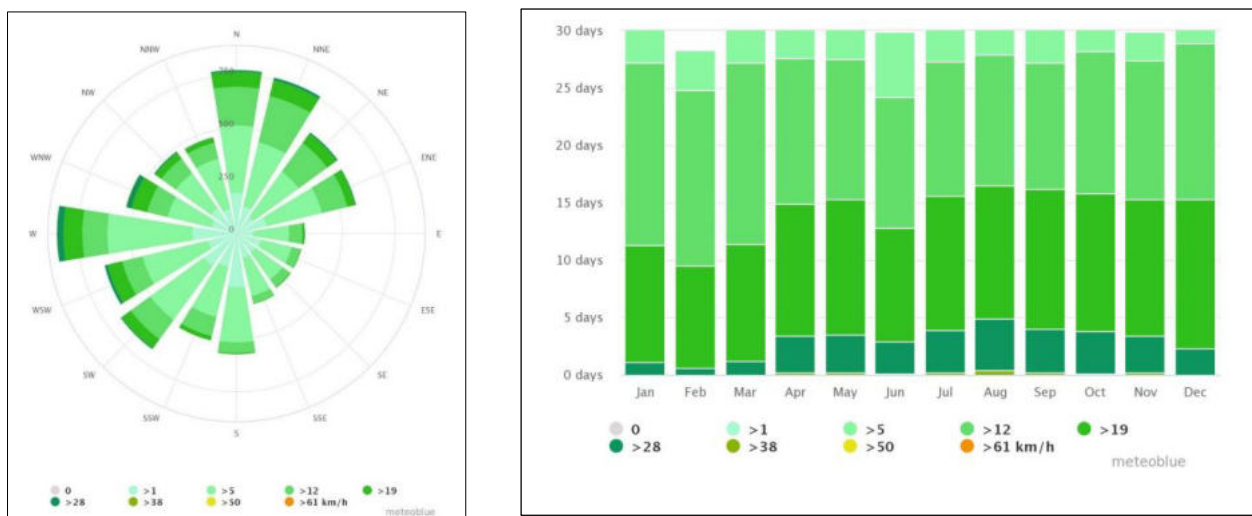 N
NNW
NNE
NW
NE
WNW
ENE
W
E
WSW
ESE
SW
SE
SSW
SSE
S
750
500
250
0
0 >1 >5 >12 >19
>28 >38 >50 >61 km/h
meteoblue
30 days
25 days
20 days
15 days
10 days
5 days
0 days
Jan Feb Mar Apr May Jun Jul Aug Sep Oct Nov Dec
0 >1 >5 >12 >19
>28 >38 >50 >61 km/h
meteoblue